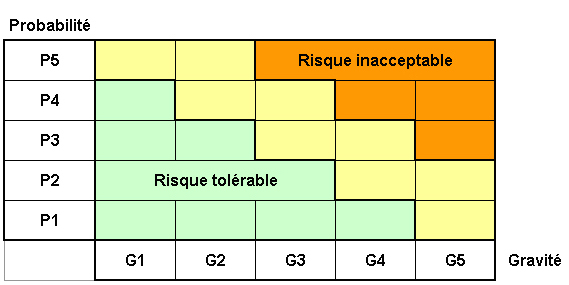 Probabilité
P5 Risque inacceptable
P4
P3
P2 Risque tolérable
P1
G1 G2 G3 G4 G5 Gravité